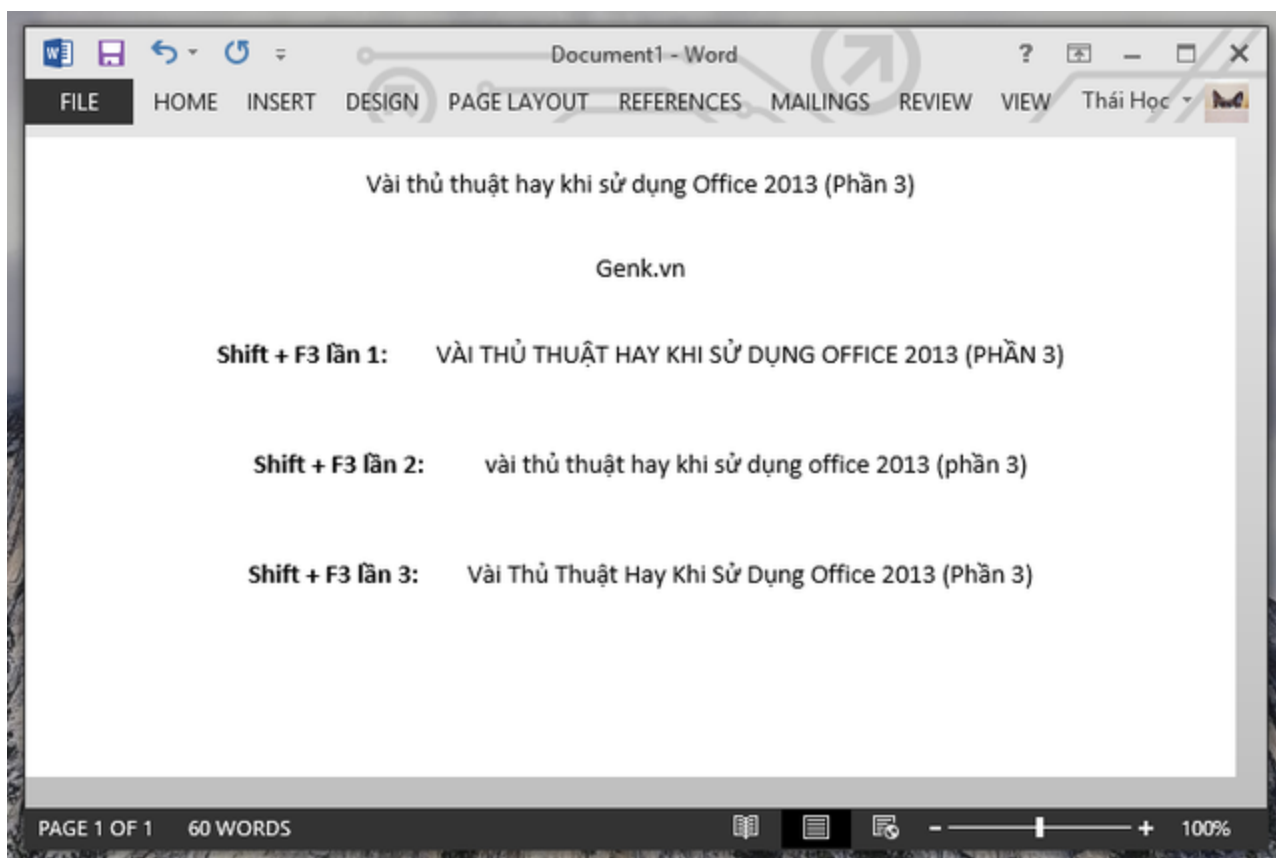 Document1 - Word
FILE HOME INSERT DESIGN PAGE LAYOUT REFERENCES MAILINGS REVIEW VIEW Thái Học
Vài thủ thuật hay khi sử dụng Office 2013 (Phần 3)
Genk.vn
Shift + F3 lần 1: VÀI THỦ THUẬT HAY KHI SỬ DỤNG OFFICE 2013 (PHẦN 3)
Shift + F3 lần 2: vài thủ thuật hay khi sử dụng office 2013 (phần 3)
Shift + F3 lần 3: Vài Thủ Thuật Hay Khi Sử Dụng Office 2013 (Phần 3)
PAGE 1 OF 1 60 WORDS 100%